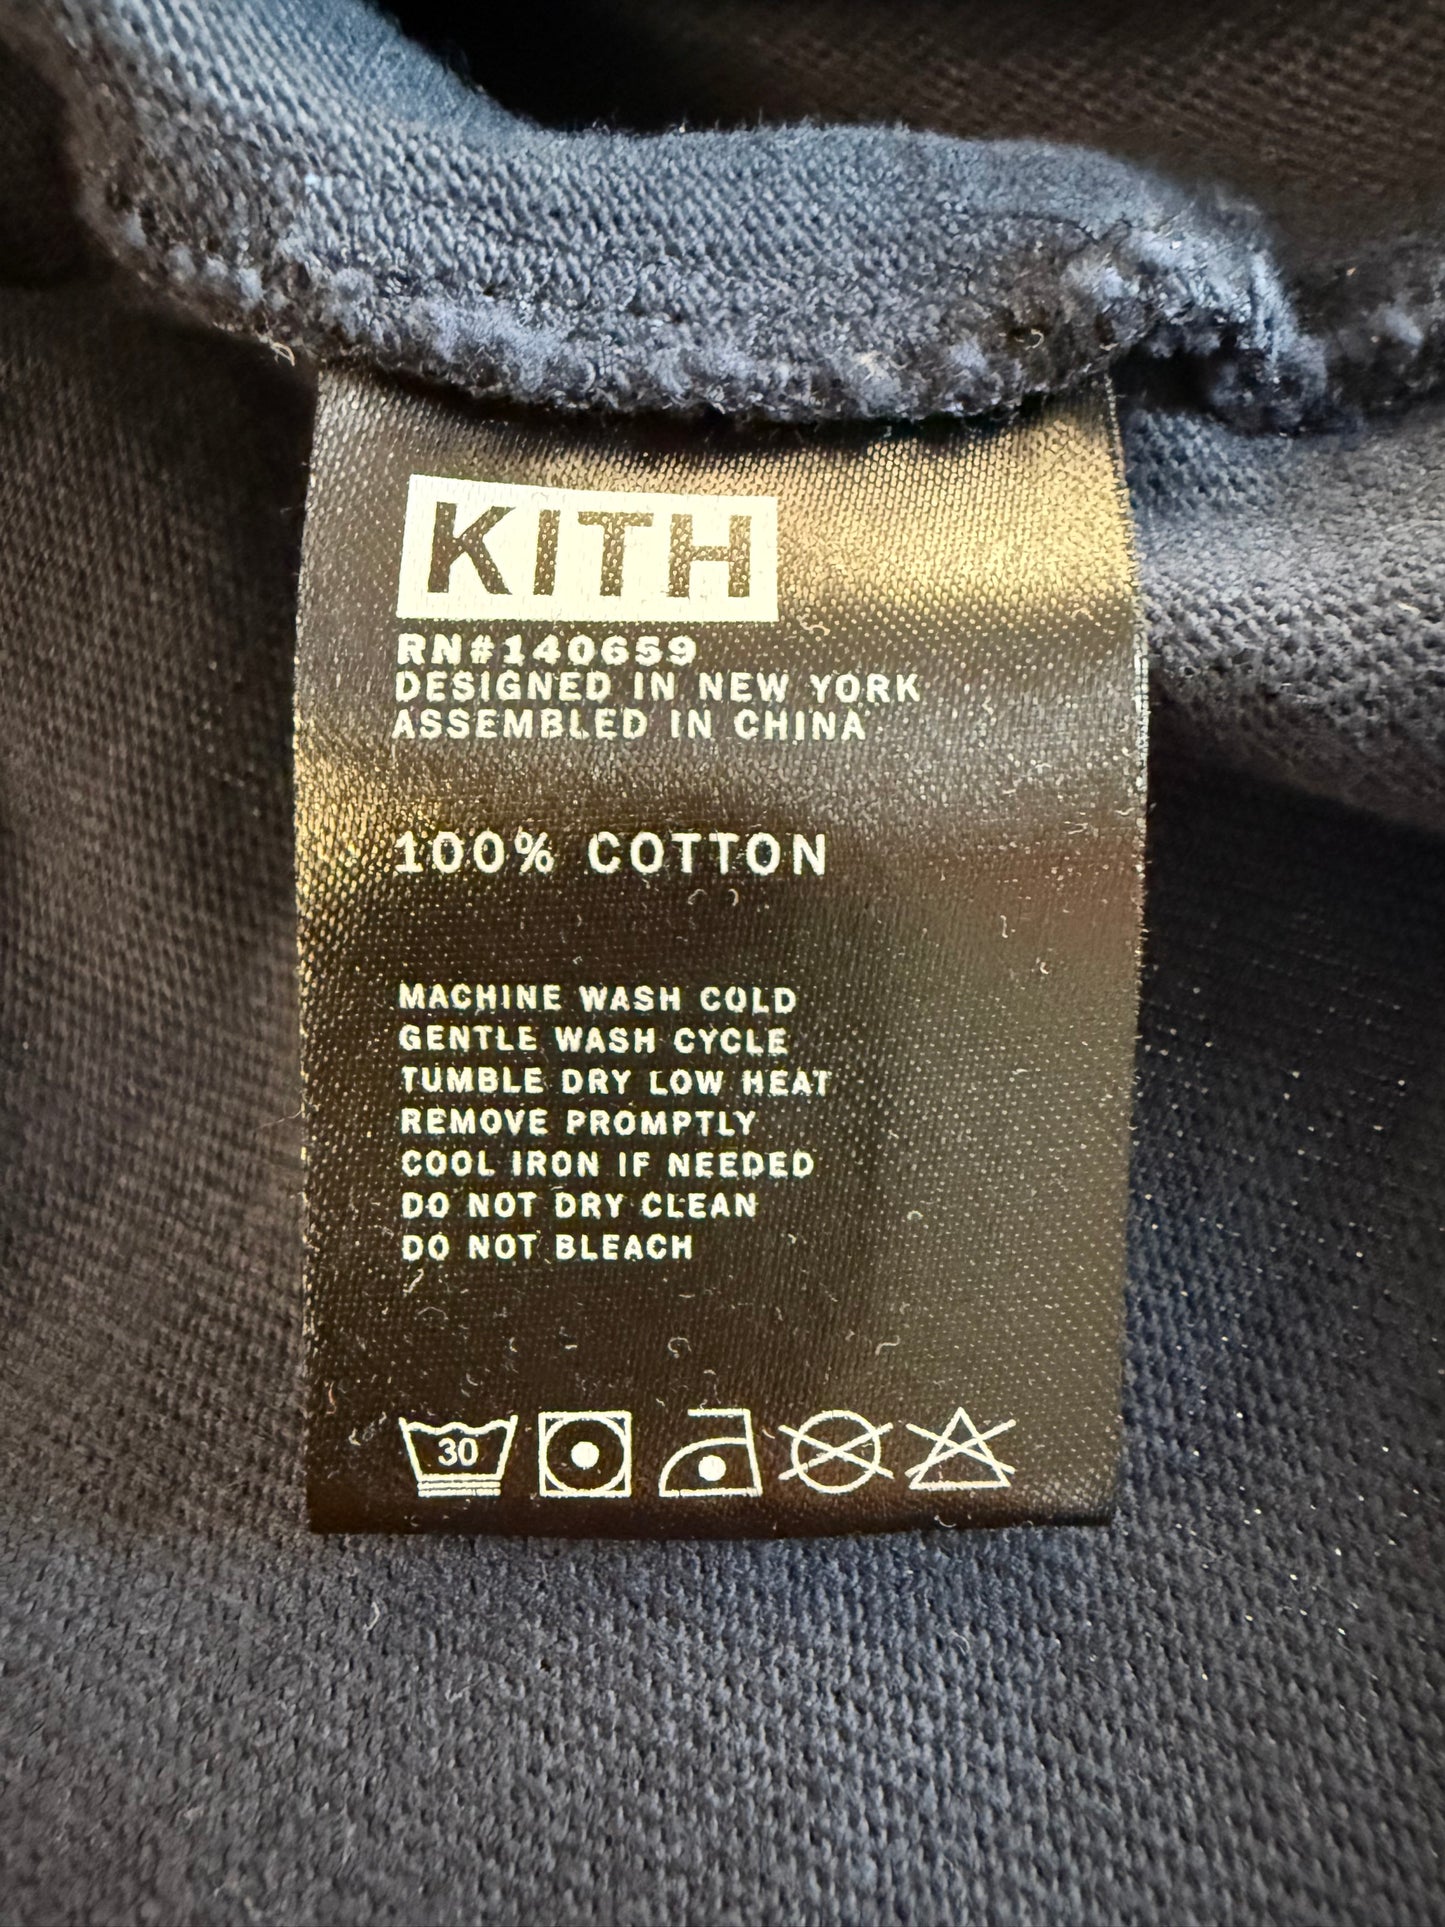 KITH
RN#140659
DESIGNED IN NEW YORK
ASSEMBLED IN CHINA
100% COTTON
MACHINE WASH COLD
GENTLE WASH CYCLE
TUMBLE DRY LOW HEAT
REMOVE PROMPTLY
COOL IRON IF NEEDED
DO NOT DRY CLEAN
DO NOT BLEACH
30